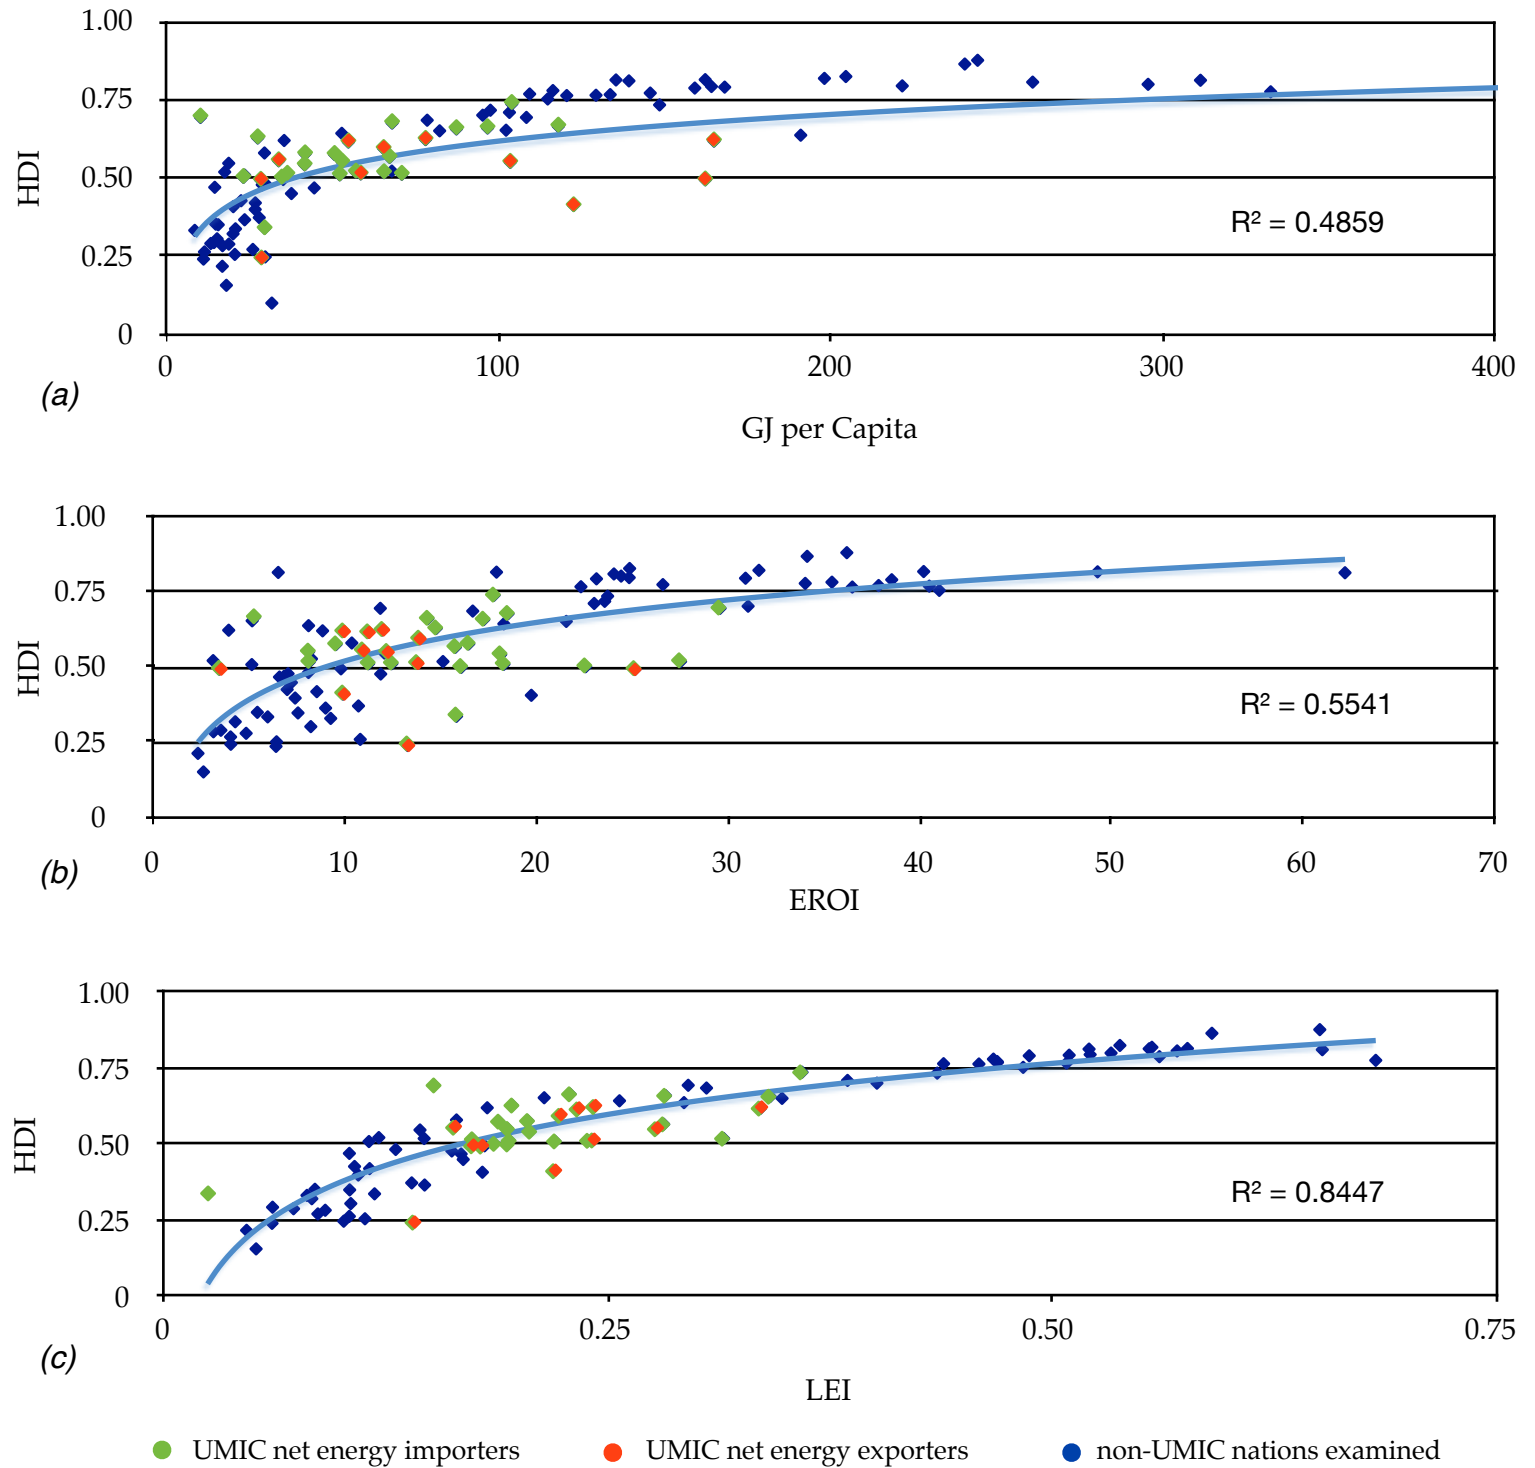 1.00
0.75
0.50
0.25
0
HDI
R² = 0.4859
0 100 200 300 400
(a)
GJ per Capita
1.00
0.75
0.50
0.25
0
HDI
R² = 0.5541
0 10 20 30 40 50 60 70
(b)
EROI
1.00
0.75
0.50
0.25
0
HDI
R² = 0.8447
0 0.25 0.50 0.75
(c)
LEI
UMIC net energy importers UMIC net energy exporters non-UMIC nations examined